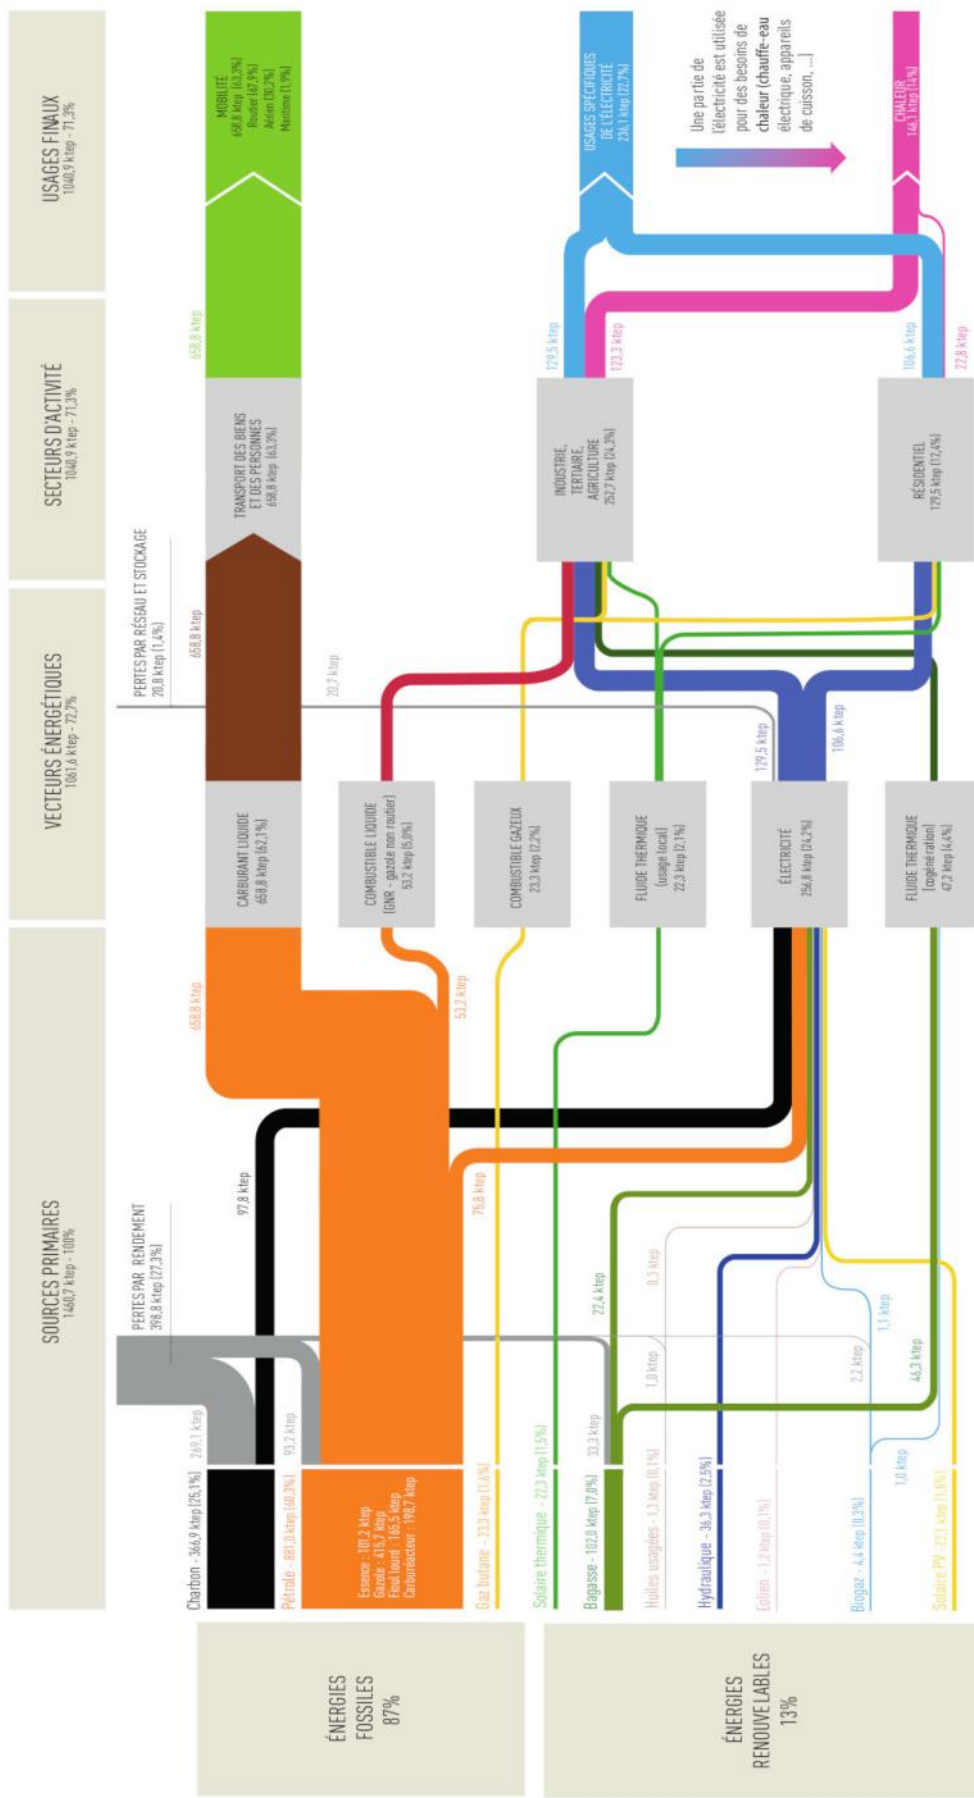 SOURCES PRIMAIRES
1460,7 ktep - 100%
VECTEURS ÉNERGÉTIQUES
1061,6 ktep - 72,7%
SECTEURS D'ACTIVITÉ
1040,9 ktep - 71,3%
USAGES FINAUX
1040,9 ktep - 71,3%
PERTES PAR RENDEMENT
398,8 ktep (27,3%)
PERTES PAR RÉSEAU ET STOCKAGE
20,8 ktep (1,4%)
ÉNERGIES
FOSSILES
87%
ÉNERGIES
RENOUVELABLES
13%
Charbon - 366,9 ktep (25,1%)
Pétrole - 881,0 ktep (60,3%)
Essence : 101,2 ktep
Gazole : 415,7 ktep
Fioul lourd : 165,5 ktep
Carburéacteur : 198,7 ktep
Gaz butane - 23,3 ktep (1,6%)
Solaire thermique - 22,3 ktep (1,5%)
Bagasse - 102,0 ktep (7,0%)
Huiles usagées - 1,3 ktep (0,1%)
Hydraulique - 36,3 ktep (2,5%)
Eolien - 1,2 ktep (0,1%)
Biogaz - 4,4 ktep (0,3%)
Solaire PV - 22,1 ktep (1,5%)
269,1 ktep
93,2 ktep
33,3 ktep
1,0 ktep
2,2 ktep
1,0 ktep
97,8 ktep
658,8 ktep
53,2 ktep
75,8 ktep
22,4 ktep
0,3 ktep
1,1 ktep
46,3 ktep
CARBURANT LIQUIDE
658,8 ktep (62,1%)
COMBUSTIBLE LIQUIDE
(GNR - gazole non routier)
53,2 ktep (5,0%)
COMBUSTIBLE GAZEUX
23,3 ktep (2,2%)
FLUIDE THERMIQUE
(usage local)
22,3 ktep (2,1%)
ÉLECTRICITÉ
256,8 ktep (24,2%)
FLUIDE THERMIQUE
(cogénération)
47,2 ktep (4,4%)
658,8 ktep
20,7 ktep
129,5 ktep
106,6 ktep
TRANSPORT DES BIENS
ET DES PERSONNES
658,8 ktep (63,3%)
INDUSTRIE,
TERTIAIRE,
AGRICULTURE
252,7 ktep (24,3%)
RÉSIDENTIEL
129,5 ktep (12,4%)
658,8 ktep
129,5 ktep
123,3 ktep
106,6 ktep
22,8 ktep
MOBILITÉ
658,8 ktep (63,3%)
Routier (67,9%)
Aérien (30,2%)
Maritime (1,9%)
USAGES SPÉCIFIQUES
DE L'ÉLECTRICITÉ
236,1 ktep (22,7%)
Une partie de
l'électricité est utilisée
pour des besoins de
chaleur (chauffe-eau
électrique, appareils
de cuisson, ...)
CHALEUR
146,1 ktep (14%)